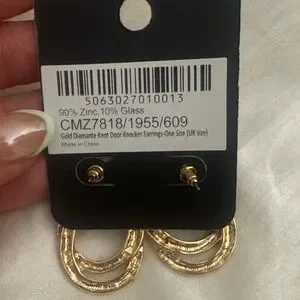 5063027010013
90% Zinc,10% Glass
CMZ7818/1955/609
Gold Diamante Knot Door Knocker Earrings-One Size (UK size)
Made in China